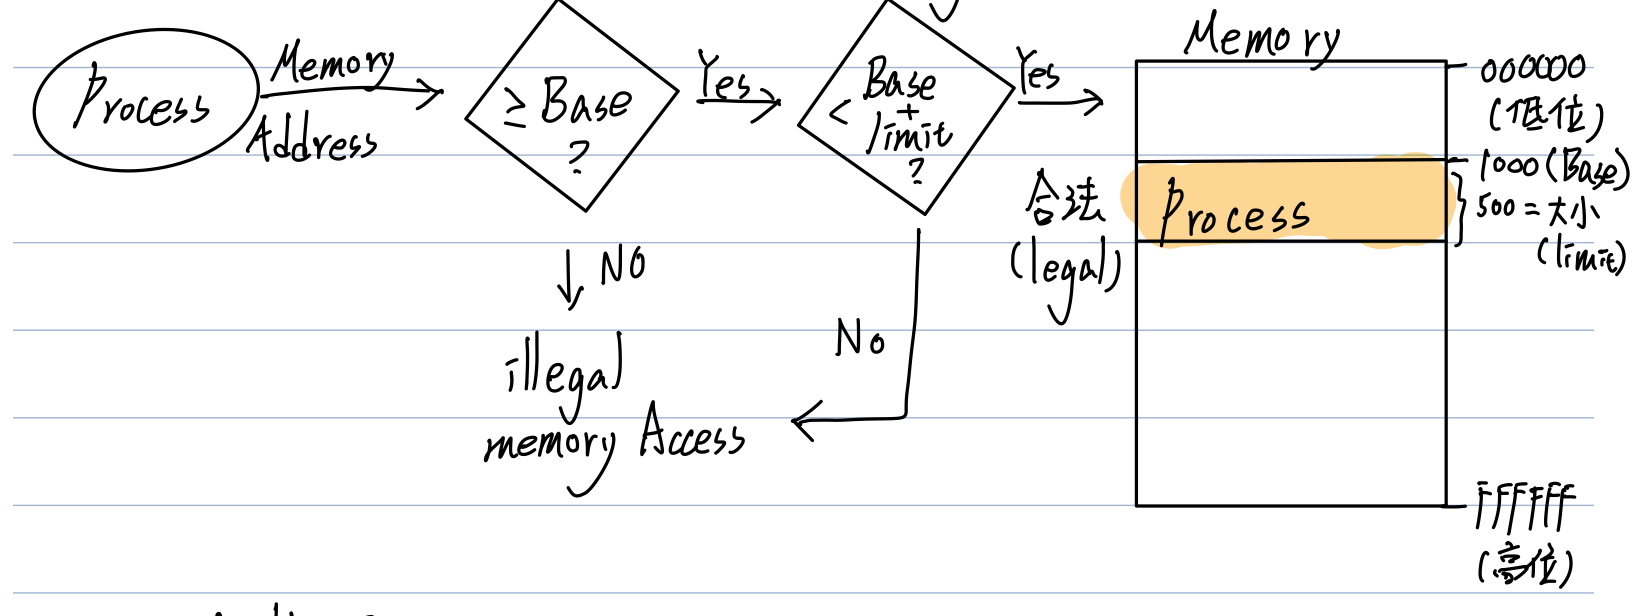 Process
Memory
Address
≥ Base
?
Yes
<
Base
+
limit
?
Yes
合法
(legal)
NO
illegal
memory Access
No
Memory
Process
000000
(低位)
1000 (Base)
500 = 大小
(limit)
FFFFFF
(高位)